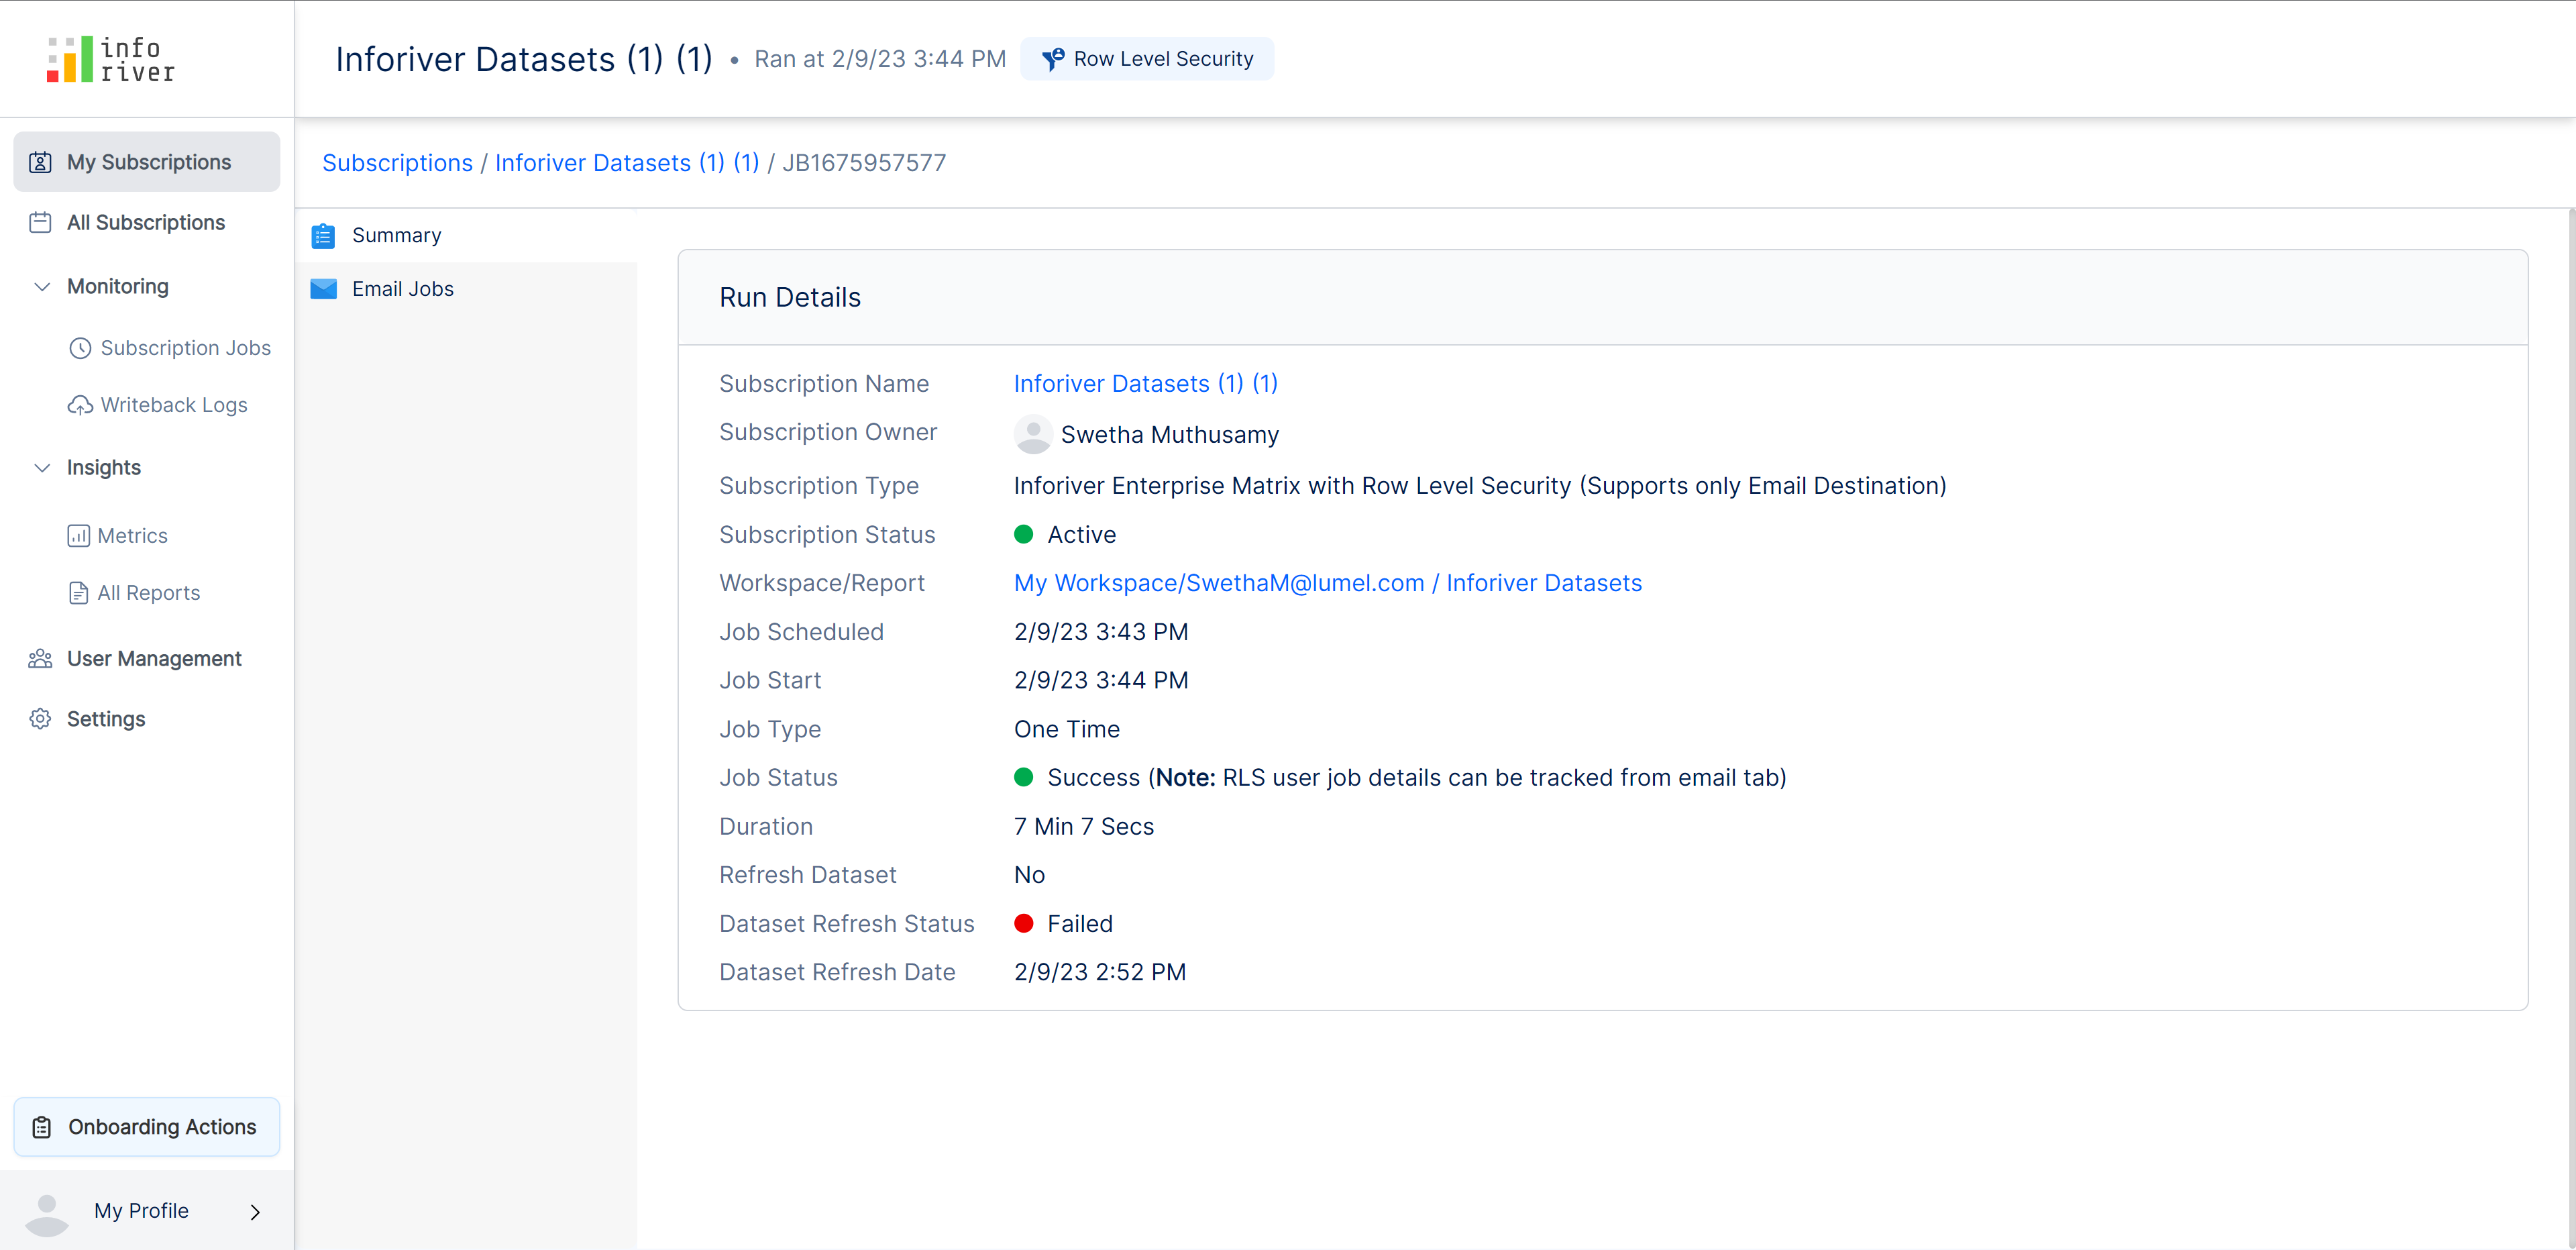 info
river
Inforiver Datasets (1) (1) • Ran at 2/9/23 3:44 PM Row Level Security
My Subscriptions
All Subscriptions
Monitoring
Subscription Jobs
Writeback Logs
Insights
Metrics
All Reports
User Management
Settings
Onboarding Actions
My Profile
Subscriptions / Inforiver Datasets (1) (1) / JB1675957577
Summary
Email Jobs
Run Details
Subscription Name Inforiver Datasets (1) (1)
Subscription Owner Swetha Muthusamy
Subscription Type Inforiver Enterprise Matrix with Row Level Security (Supports only Email Destination)
Subscription Status Active
Workspace/Report My Workspace/SwethaM@lumel.com / Inforiver Datasets
Job Scheduled 2/9/23 3:43 PM
Job Start 2/9/23 3:44 PM
Job Type One Time
Job Status Success (Note: RLS user job details can be tracked from email tab)
Duration 7 Min 7 Secs
Refresh Dataset No
Dataset Refresh Status Failed
Dataset Refresh Date 2/9/23 2:52 PM